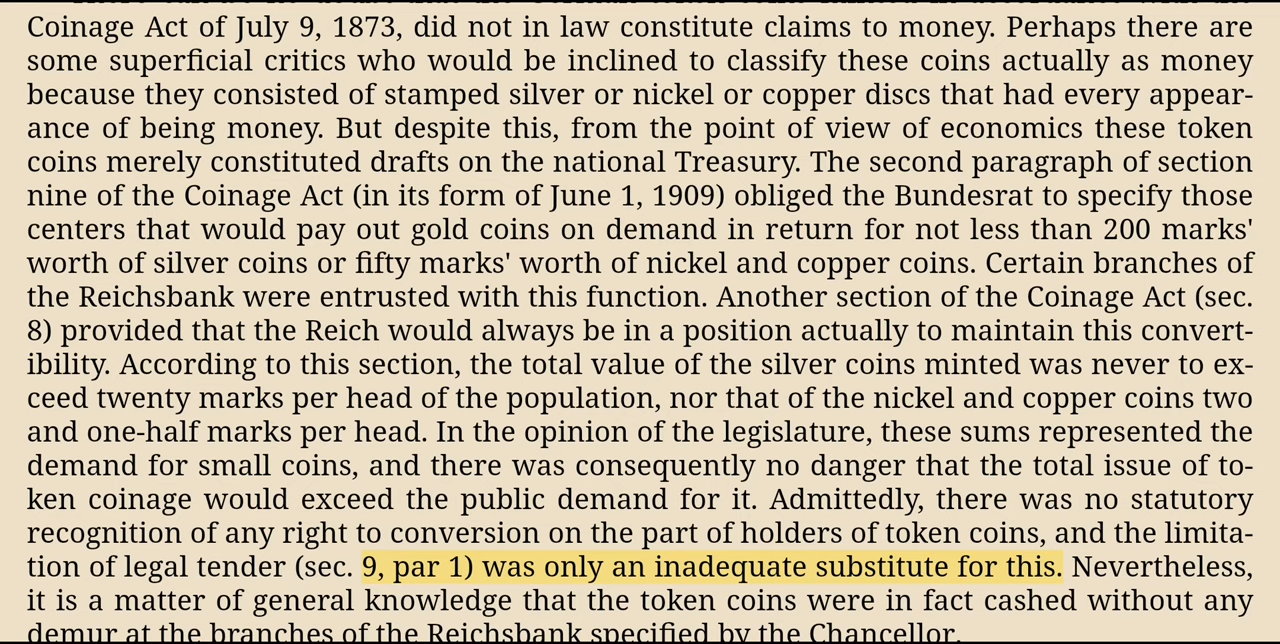 Coinage Act of July 9, 1873, did not in law constitute claims to money. Perhaps there are
some superficial critics who would be inclined to classify these coins actually as money
because they consisted of stamped silver or nickel or copper discs that had every appear-
ance of being money. But despite this, from the point of view of economics these token
coins merely constituted drafts on the national Treasury. The second paragraph of section
nine of the Coinage Act (in its form of June 1, 1909) obliged the Bundesrat to specify those
centers that would pay out gold coins on demand in return for not less than 200 marks'
worth of silver coins or fifty marks' worth of nickel and copper coins. Certain branches of
the Reichsbank were entrusted with this function. Another section of the Coinage Act (sec.
8) provided that the Reich would always be in a position actually to maintain this convert-
ibility. According to this section, the total value of the silver coins minted was never to ex-
ceed twenty marks per head of the population, nor that of the nickel and copper coins two
and one-half marks per head. In the opinion of the legislature, these sums represented the
demand for small coins, and there was consequently no danger that the total issue of to-
ken coinage would exceed the public demand for it. Admittedly, there was no statutory
recognition of any right to conversion on the part of holders of token coins, and the limita-
tion of legal tender (sec. 9, par 1) was only an inadequate substitute for this. Nevertheless,
it is a matter of general knowledge that the token coins were in fact cashed without any
demur at the branches of the Reichsbank specified by the Chancellor.